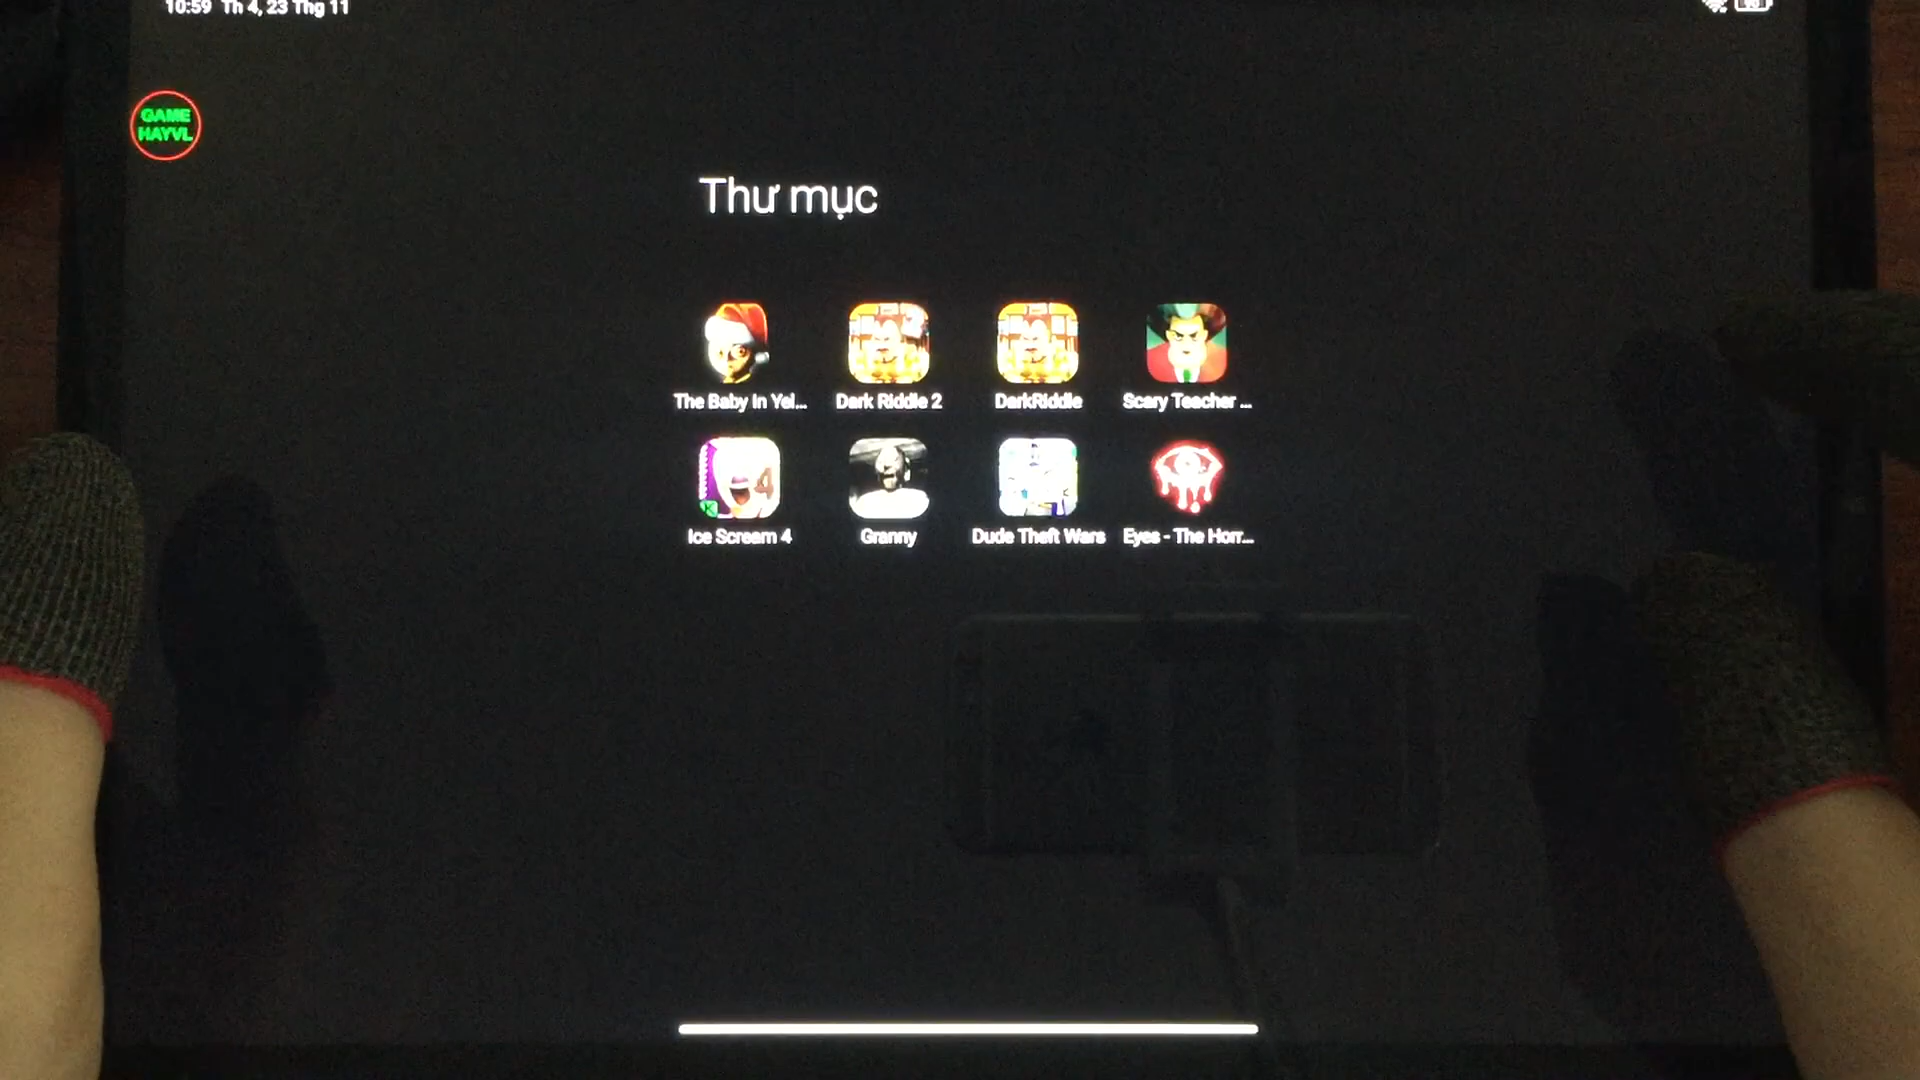 10:59 Th 4, 23 Thg 11
GAME
HAYVL
Thư mục
The Baby In Yel...
Dark Riddle 2
DarkRiddle
Scary Teacher ...
4
Ice Scream 4
Granny
Dude Theft Wars
Eyes - The Horr...